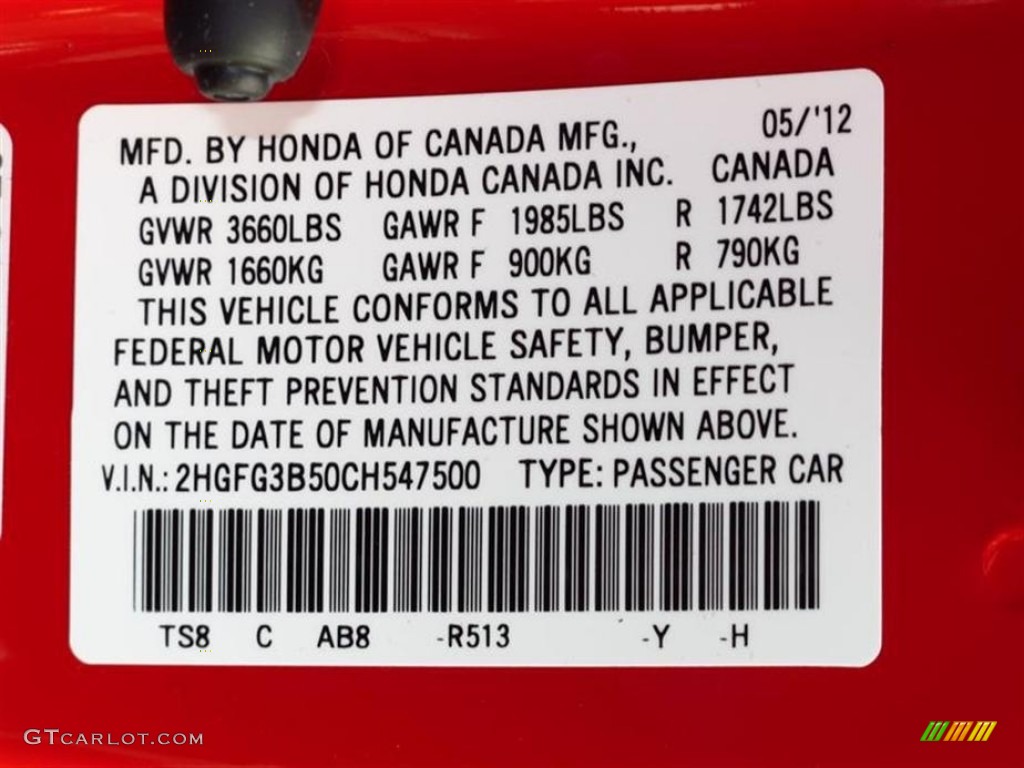 MFD. BY HONDA OF CANADA MFG., 05/'12
A DIVISION OF HONDA CANADA INC. CANADA
GVWR 3660LBS GAWR F 1985LBS R 1742LBS
GVWR 1660KG GAWR F 900KG R 790KG
THIS VEHICLE CONFORMS TO ALL APPLICABLE
FEDERAL MOTOR VEHICLE SAFETY, BUMPER,
AND THEFT PREVENTION STANDARDS IN EFFECT
ON THE DATE OF MANUFACTURE SHOWN ABOVE.
V.I.N.: 2HGFG3B50CH547500 TYPE: PASSENGER CAR
TS8 C AB8 -R513 -Y -H
GTCARLOT.COM